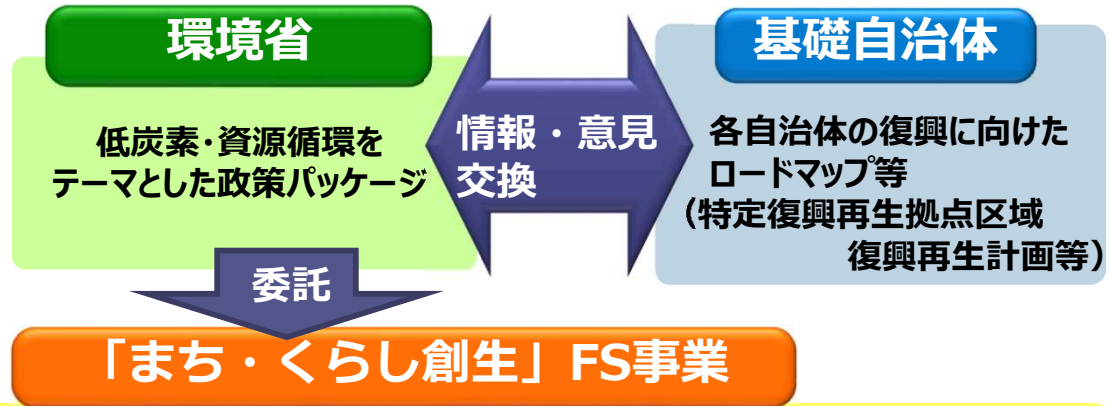 環境省
低炭素・資源循環を
テーマとした政策パッケージ
情報・意見
交換
基礎自治体
各自治体の復興に向けた
ロードマップ等
（特定復興再生拠点区域
復興再生計画等）
委託
「まち・くらし創生」FS事業